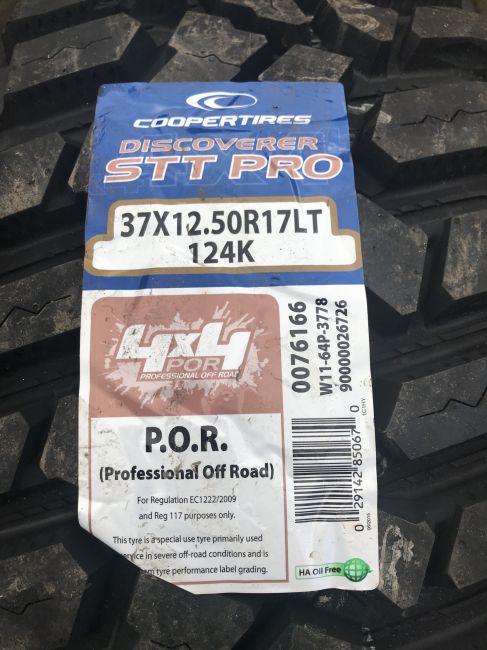 COOPERTIRES
DISCOVERER
STT PRO
37X12.50R17LT
124K
4x4
POR
PROFESSIONAL OFF ROAD
P.O.R.
(Professional Off Road)
For Regulation EC1222/2009
and Reg 117 purposes only.
This tyre is a special use tyre primarily used
service in severe off-road conditions and is
tyre performance label grading.
0076166
W11-64P-3778
90000026726
0 29142 85067 0
HA Oil Free